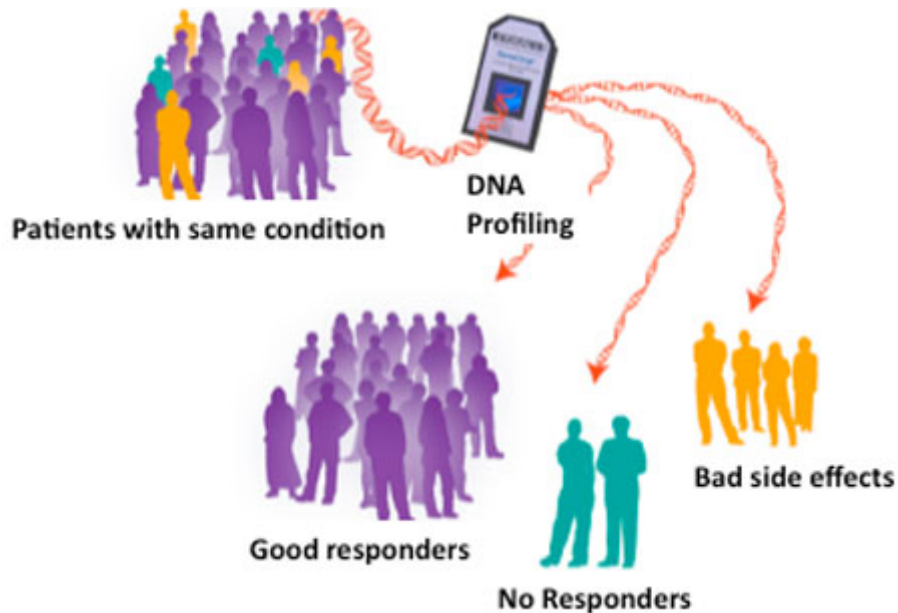 Patients with same condition
DNA
Profiling
Good responders
No Responders
Bad side effects